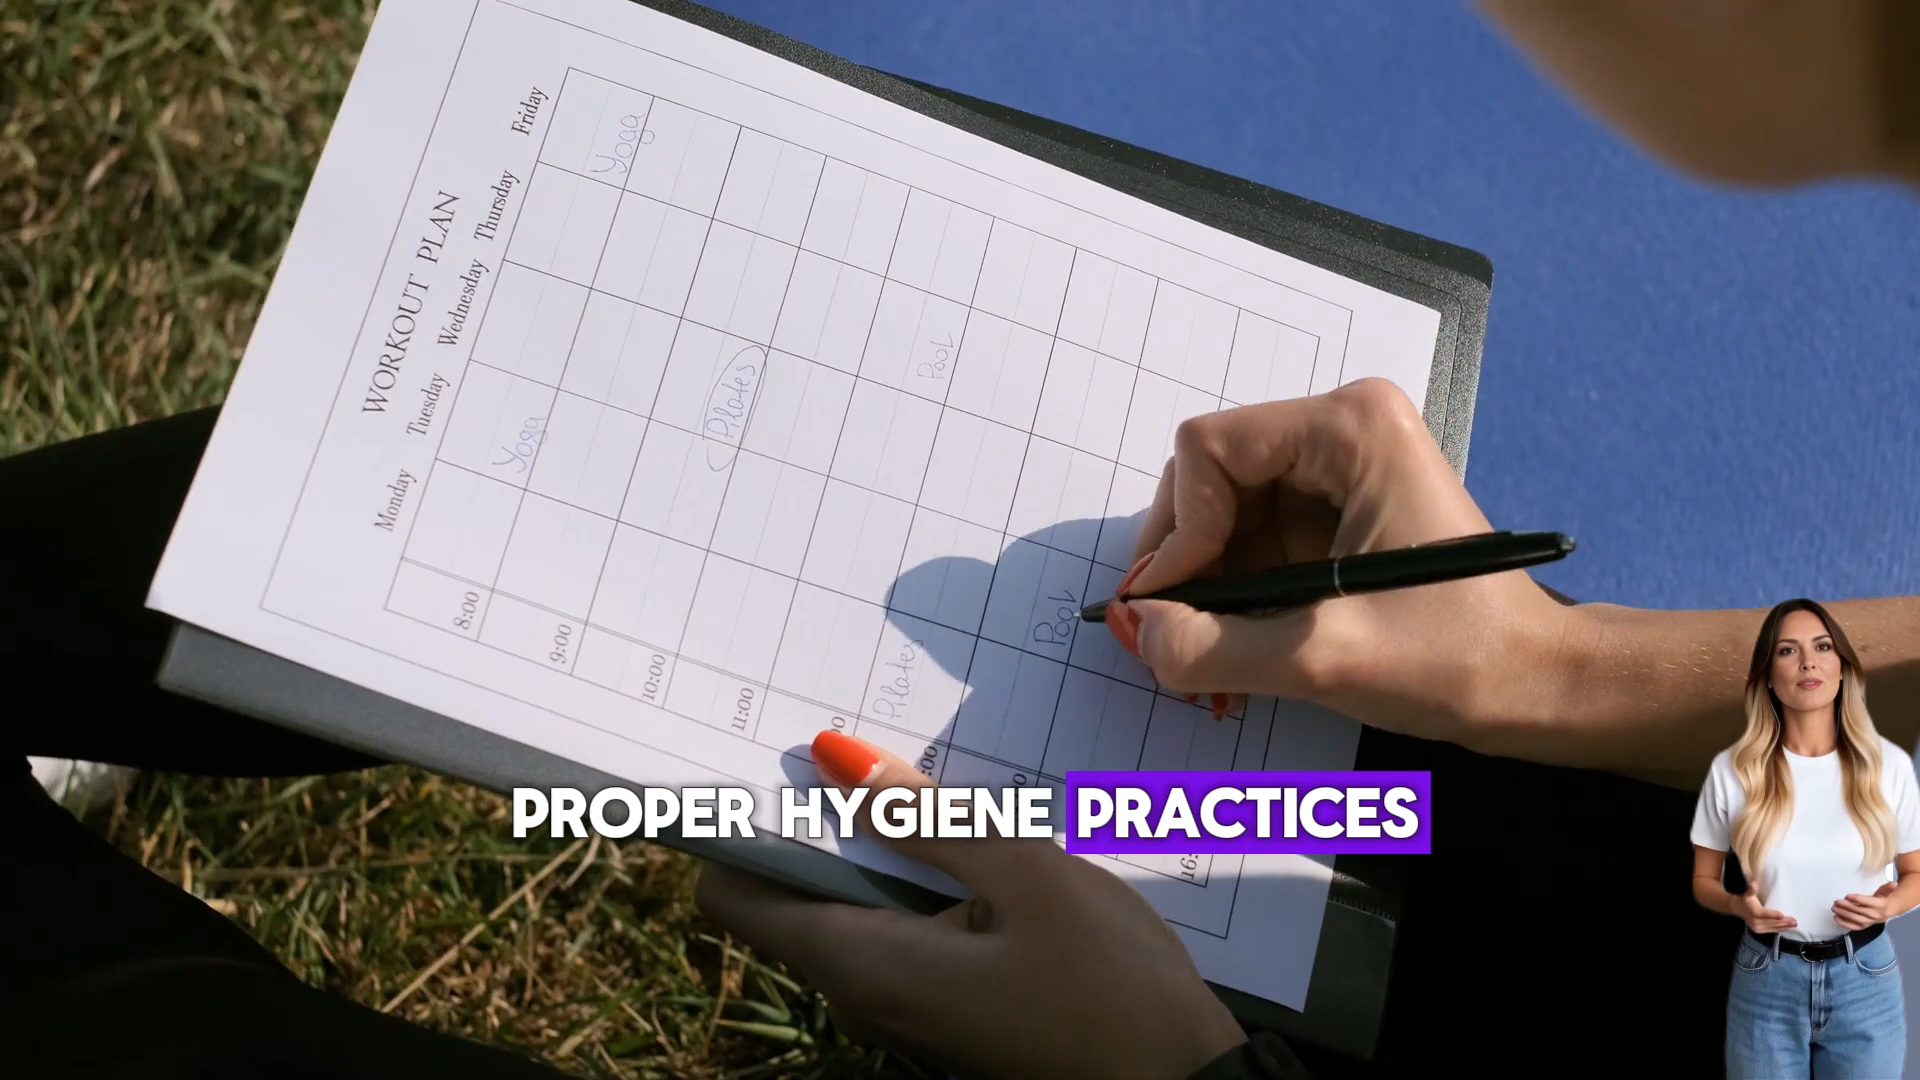 WORKOUT PLAN
Monday Tuesday Wednesday Thursday Friday
8:00
Yoga
Yoga
9:00
10:00
Pilates
11:00
Pilates
Pool
Pool
PROPER HYGIENE PRACTICES